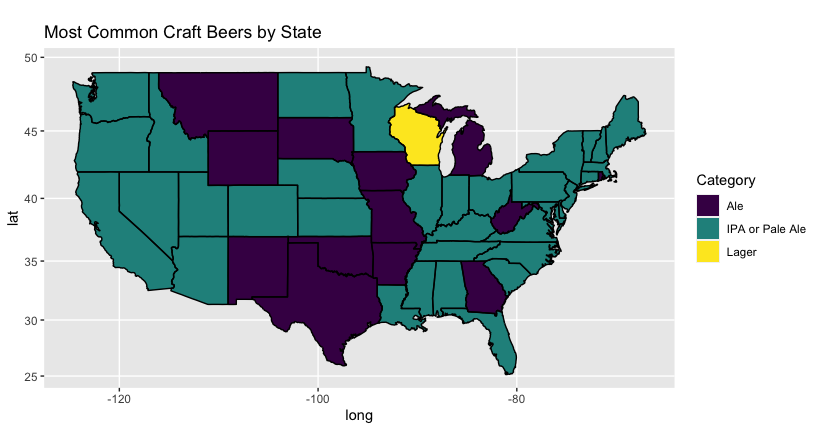 Most Common Craft Beers by State
50
45
40
35
30
25
lat
-120
-100
-80
long
Category
Ale
IPA or Pale Ale
Lager